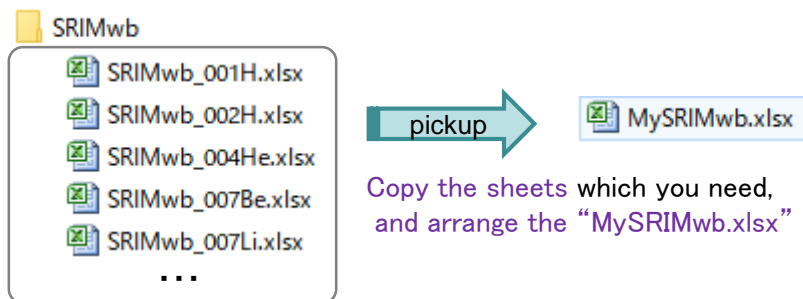 SRIMwb
SRIMwb_001H.xlsx
SRIMwb_002H.xlsx
SRIMwb_004He.xlsx
SRIMwb_007Be.xlsx
SRIMwb_007Li.xlsx
...
pickup
MySRIMwb.xlsx
Copy the sheets which you need,
and arrange the “MySRIMwb.xlsx”